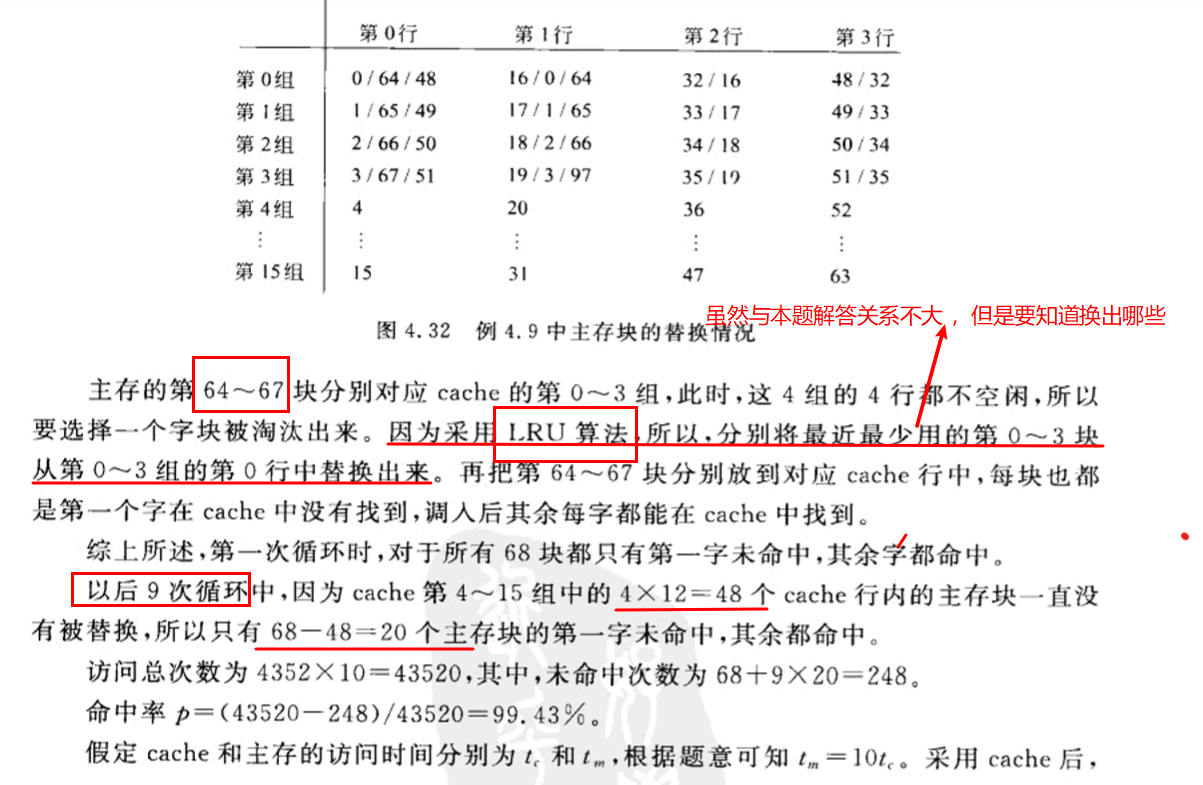 第0行 第1行 第2行 第3行
第0组 0/64/48 16/0/64 32/16 48/32
第1组 1/65/49 17/1/65 33/17 49/33
第2组 2/66/50 18/2/66 34/18 50/34
第3组 3/67/51 19/3/97 35/19 51/35
第4组 4 20 36 52
⋮ ⋮ ⋮ ⋮ ⋮
第15组 15 31 47 63
虽然与本题解答关系不大，但是要知道换出哪些
图 4.32 例 4.9 中主存块的替换情况
主存的第 64～67 块分别对应 cache 的第 0～3 组,此时,这 4 组的 4 行都不空闲,所以
要选择一个字块被淘汰出来。因为采用 LRU 算法,所以,分别将最近最少用的第 0～3 块
从第 0～3 组的第 0 行中替换出来。再把第 64～67 块分别放到对应 cache 行中,每块也都
是第一个字在 cache 中没有找到,调入后其余每字都能在 cache 中找到。
综上所述,第一次循环时,对于所有 68 块都只有第一字未命中,其余字都命中。
以后 9 次循环中,因为 cache 第 4～15 组中的 4×12=48 个 cache 行内的主存块一直没
有被替换,所以只有 68－48=20 个主存块的第一字未命中,其余都命中。
访问总次数为 4352×10=43520,其中,未命中次数为 68+9×20=248。
命中率 p=(43520－248)/43520=99.43%。
假定 cache 和主存的访问时间分别为 tc 和 tm,根据题意可知 tm=10tc。采用 cache 后,